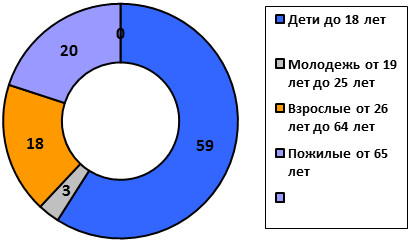 0
20
18
3
59
Дети до 18 лет
Молодежь от 19
лет до 25 лет
Взрослые от 26
лет до 64 лет
Пожилые от 65
лет